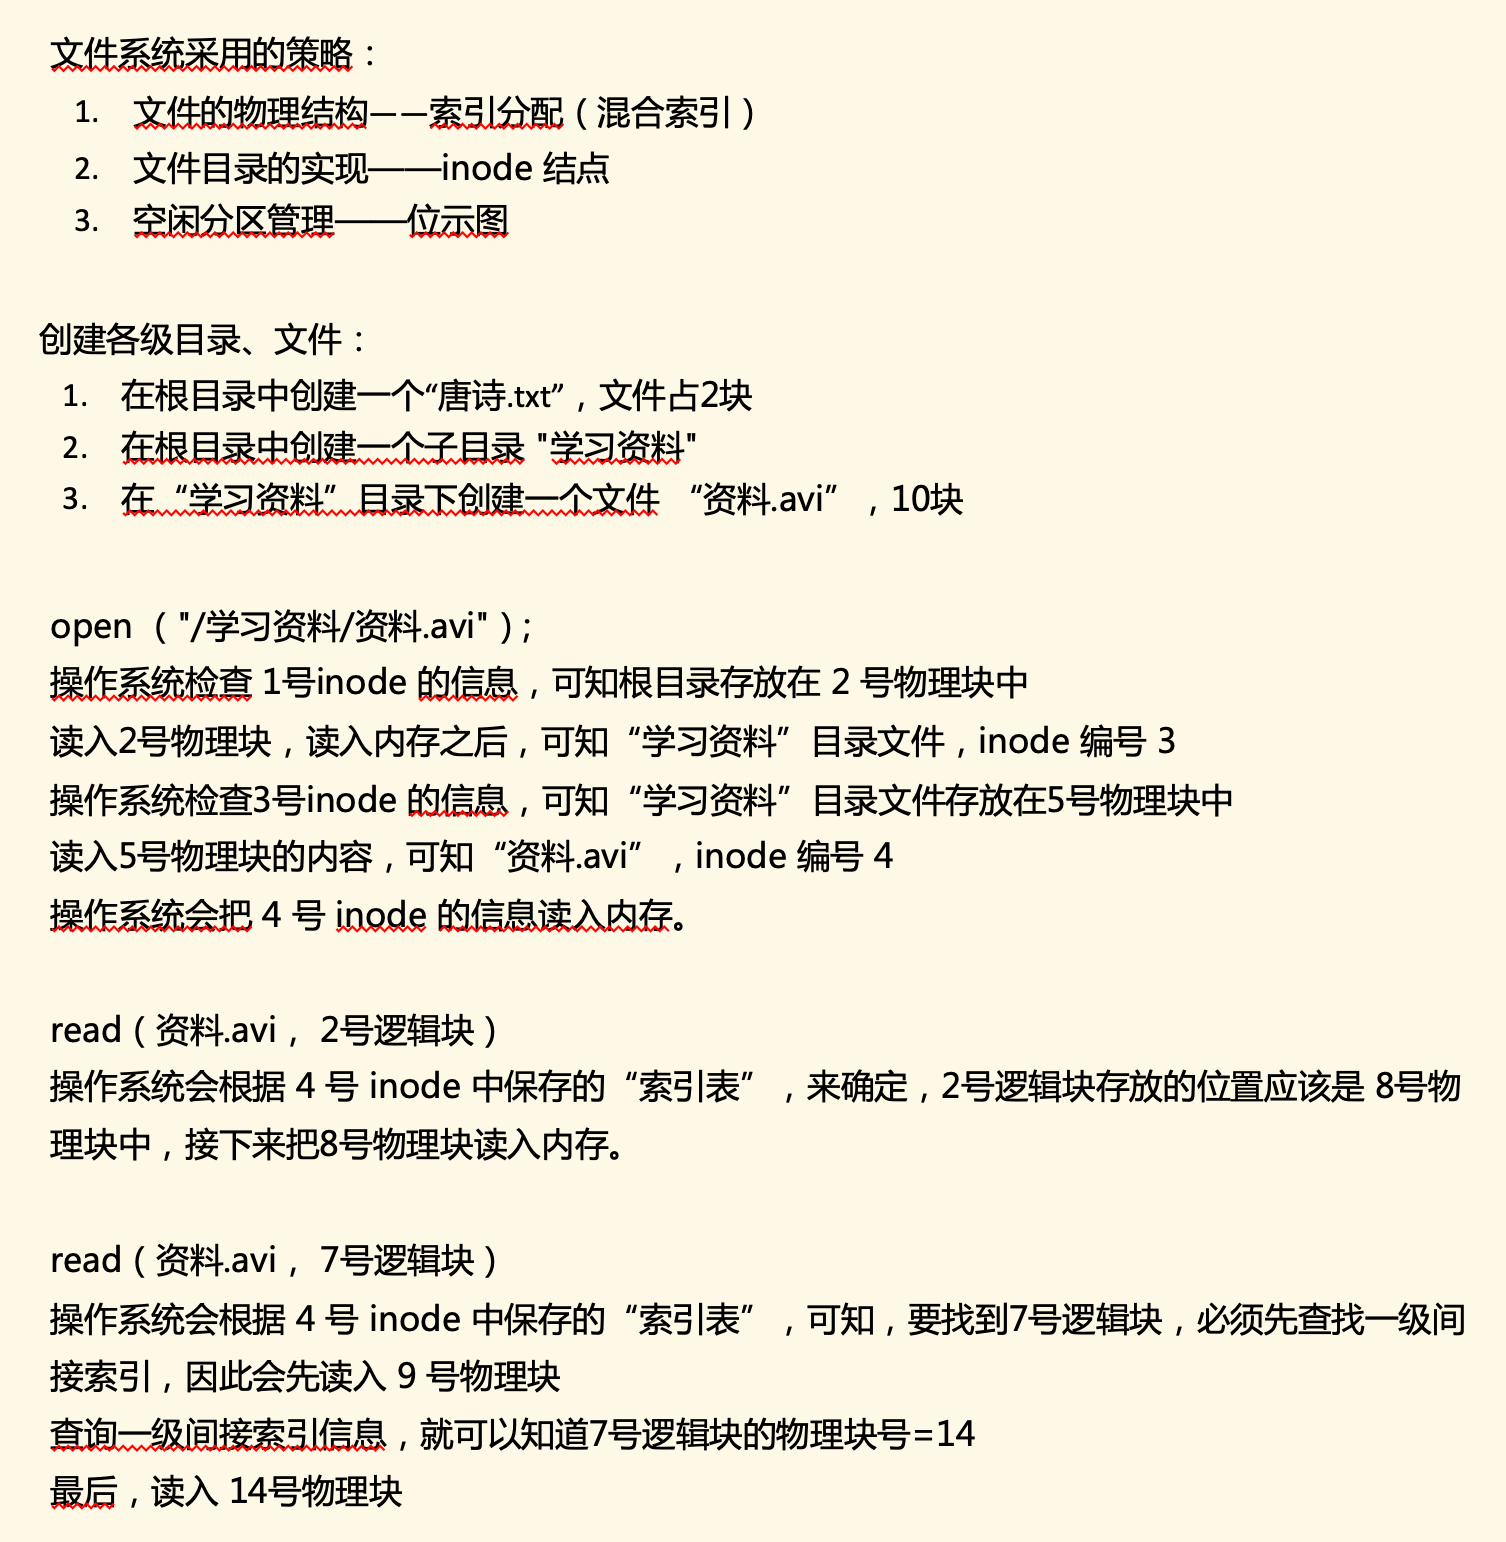 文件系统采用的策略：
1. 文件的物理结构——索引分配（混合索引）
2. 文件目录的实现——inode 结点
3. 空闲分区管理——位示图
创建各级目录、文件：
1. 在根目录中创建一个“唐诗.txt”，文件占2块
2. 在根目录中创建一个子目录 "学习资料"
3. 在“学习资料”目录下创建一个文件 “资料.avi”，10块
open （"/学习资料/资料.avi"）;
操作系统检查 1号inode 的信息，可知根目录存放在 2 号物理块中
读入2号物理块，读入内存之后，可知“学习资料”目录文件，inode 编号 3
操作系统检查3号inode 的信息，可知“学习资料”目录文件存放在5号物理块中
读入5号物理块的内容，可知“资料.avi”，inode 编号 4
操作系统会把 4 号 inode 的信息读入内存。
read（资料.avi， 2号逻辑块）
操作系统会根据 4 号 inode 中保存的“索引表”，来确定，2号逻辑块存放的位置应该是 8号物
理块中，接下来把8号物理块读入内存。
read（资料.avi， 7号逻辑块）
操作系统会根据 4 号 inode 中保存的“索引表”，可知，要找到7号逻辑块，必须先查找一级间
接索引，因此会先读入 9 号物理块
查询一级间接索引信息，就可以知道7号逻辑块的物理块号=14
最后，读入 14号物理块